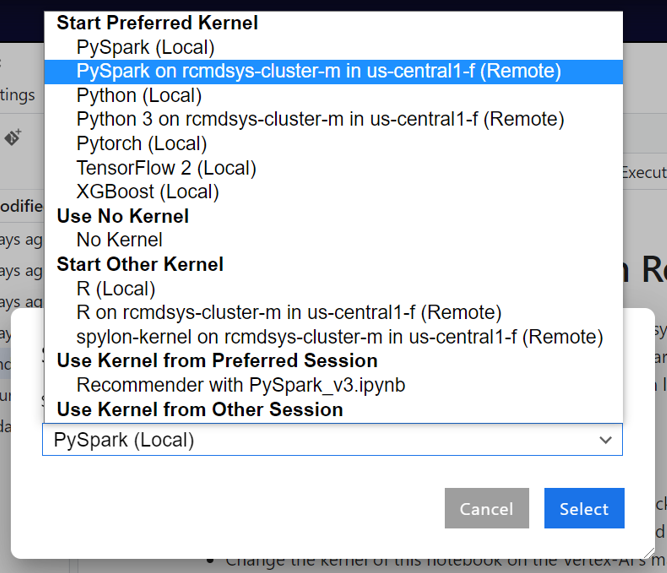 Start Preferred Kernel
PySpark (Local)
PySpark on rcmdsys-cluster-m in us-central1-f (Remote)
Python (Local)
Python 3 on rcmdsys-cluster-m in us-central1-f (Remote)
Pytorch (Local)
TensorFlow 2 (Local)
XGBoost (Local)
Use No Kernel
No Kernel
Start Other Kernel
R (Local)
R on rcmdsys-cluster-m in us-central1-f (Remote)
spylon-kernel on rcmdsys-cluster-m in us-central1-f (Remote)
Use Kernel from Preferred Session
Recommender with PySpark_v3.ipynb
Use Kernel from Other Session
PySpark (Local)
Cancel
Select
Change the kernel of this notebook on the Vertex-AI's m
tings
odifie
ays ag
ays ag
ays ag
Execut